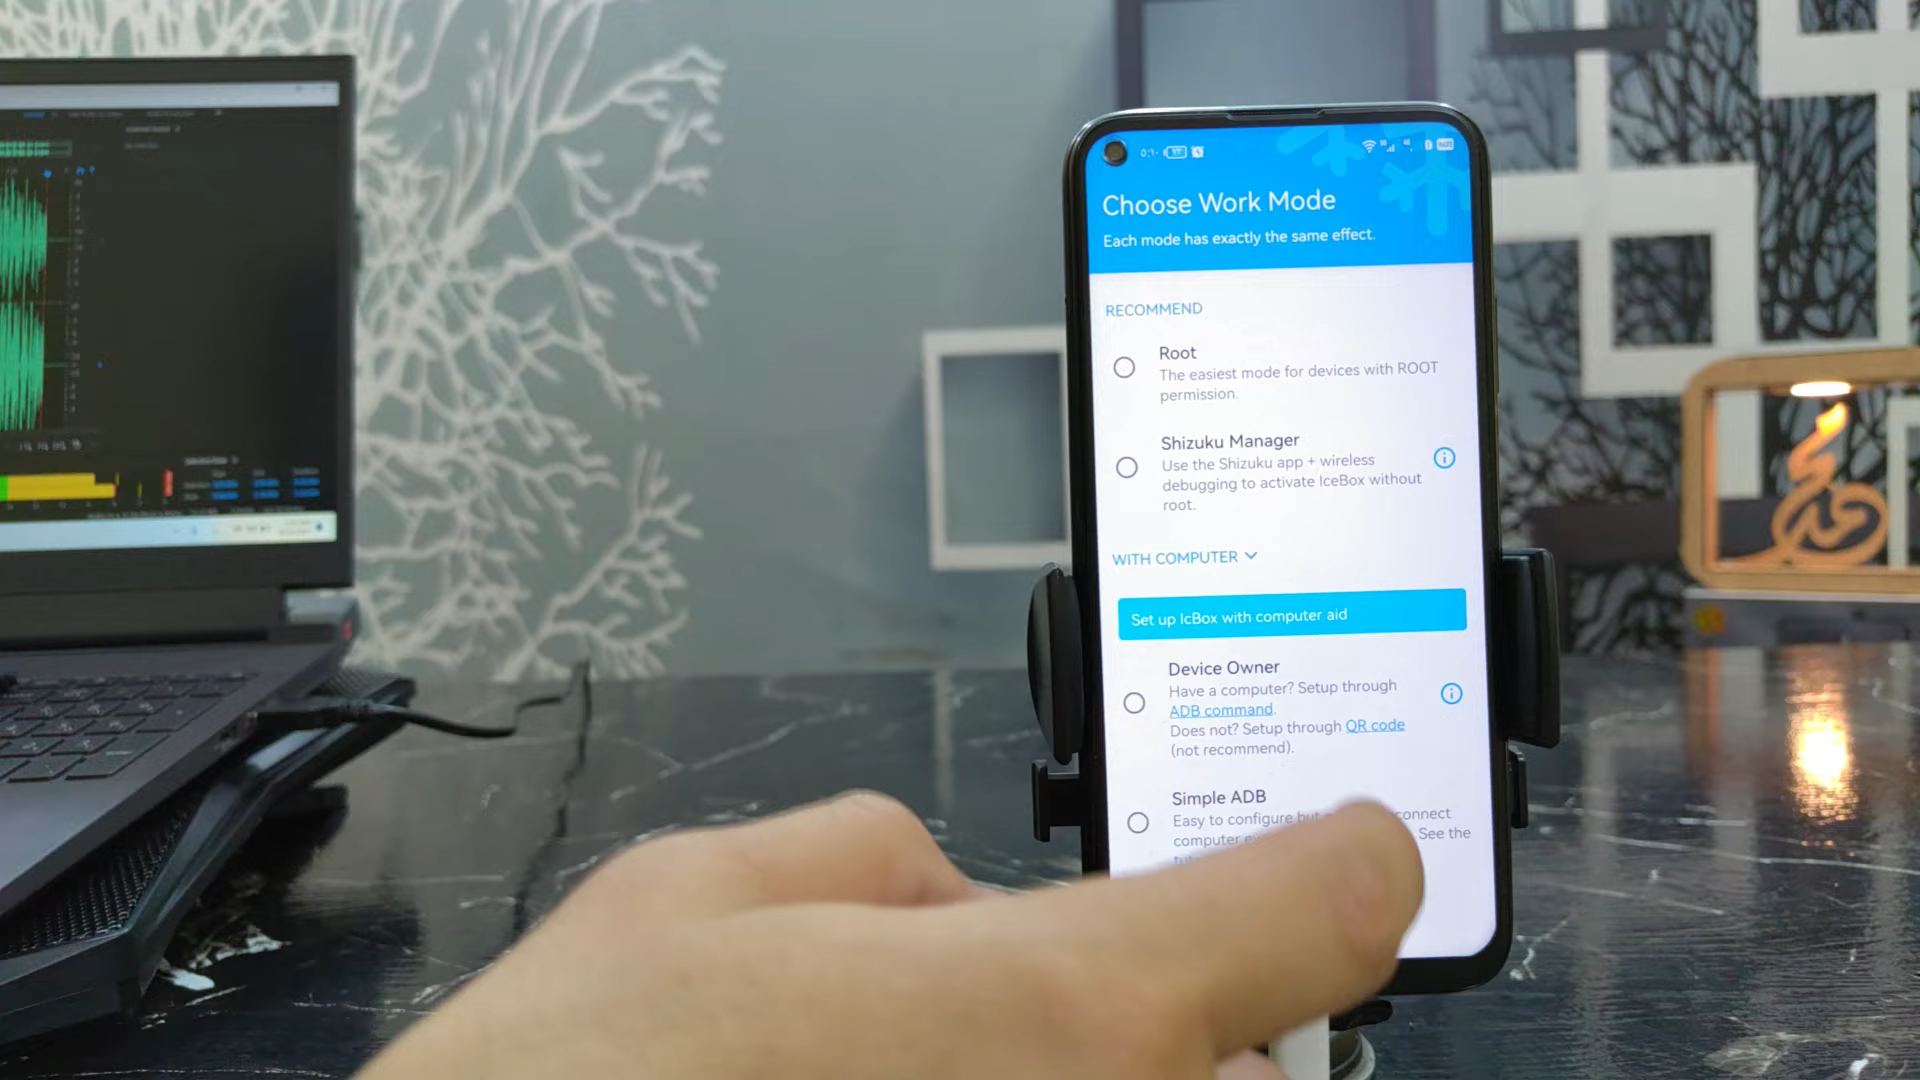 Choose Work Mode
Each mode has exactly the same effect.
RECOMMEND
Root
The easiest mode for devices with ROOT
permission.
Shizuku Manager
Use the Shizuku app + wireless
debugging to activate IceBox without
root.
WITH COMPUTER
Set up IcBox with computer aid
Device Owner
Have a computer? Setup through
ADB command.
Does not? Setup through QR code
(not recommend).
Simple ADB
Easy to configure but connect
computer See the